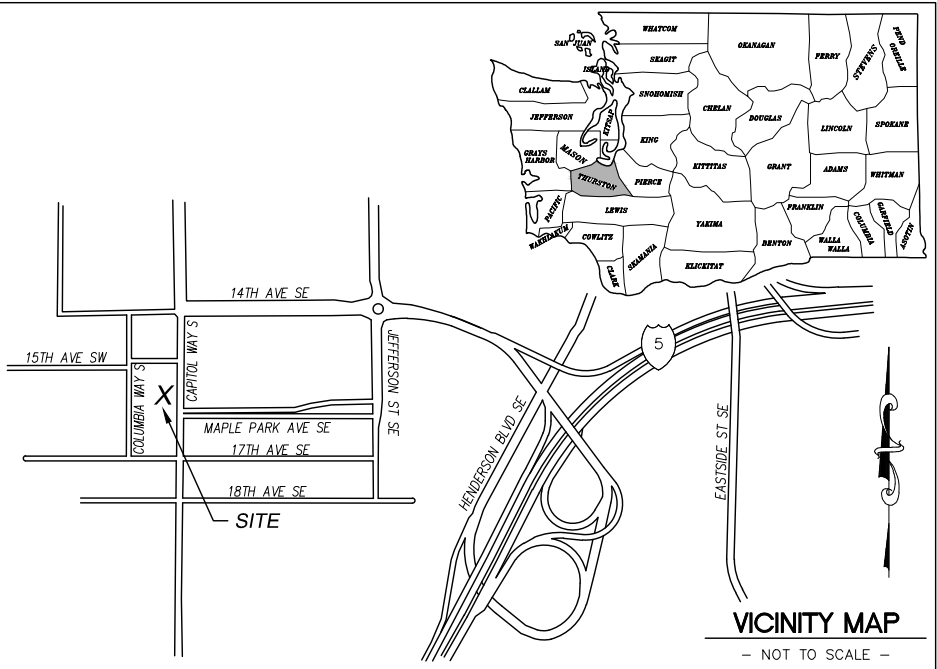 WHATCOM
SAN JUAN
SKAGIT
ISLAND
OKANAGAN
FERRY
STEVENS
PEND
OREILLE
CLALLAM
SNOHOMISH
CHELAN
JEFFERSON
KITSAP
DOUGLAS
LINCOLN
SPOKANE
KING
GRAYS
HARBOR
MASON
KITTITAS
GRANT
ADAMS
WHITMAN
THURSTON
PIERCE
PACIFIC
LEWIS
YAKIMA
FRANKLIN
GARFIELD
COLUMBIA
ASOTIN
WAHKIAKUM
COWLITZ
SKAMANIA
BENTON
WALLA
WALLA
CLARK
KLICKITAT
14TH AVE SE
5
15TH AVE SW
COLUMBIA WAY S
CAPITOL WAY S
JEFFERSON ST SE
X
MAPLE PARK AVE SE
17TH AVE SE
HENDERSON BLVD SE
EASTSIDE ST SE
18TH AVE SE
SITE
VICINITY MAP
- NOT TO SCALE -